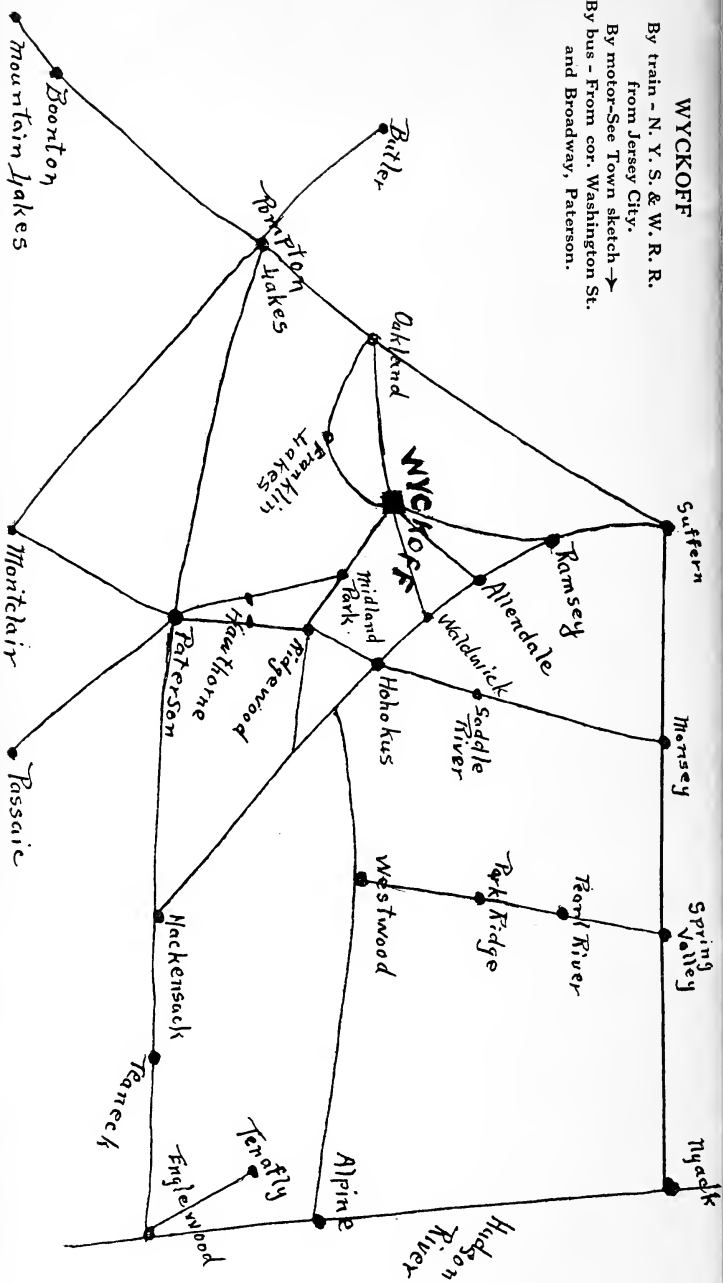 WYCKOFF
By train - N. Y. S. & W. R. R.
from Jersey City.
By motor-See Town sketch →
By bus - From cor. Washington St.
and Broadway, Paterson.
Suffern
Monsey
Spring
Valley
Nyack
Ramsey
Allendale
Waldwick
Saddle
River
Hohokus
Pearl River
Park Ridge
Westwood
Hudson
River
Alpine
Tenafly
Englewood
Teaneck
Hackensack
WYCKOFF
Midland
Park
Ridgewood
Hawthorne
Paterson
Oakland
Franklin
Lakes
Butler
Pompton
Lakes
Boonton
Mountain Lakes
Montclair
Passaic